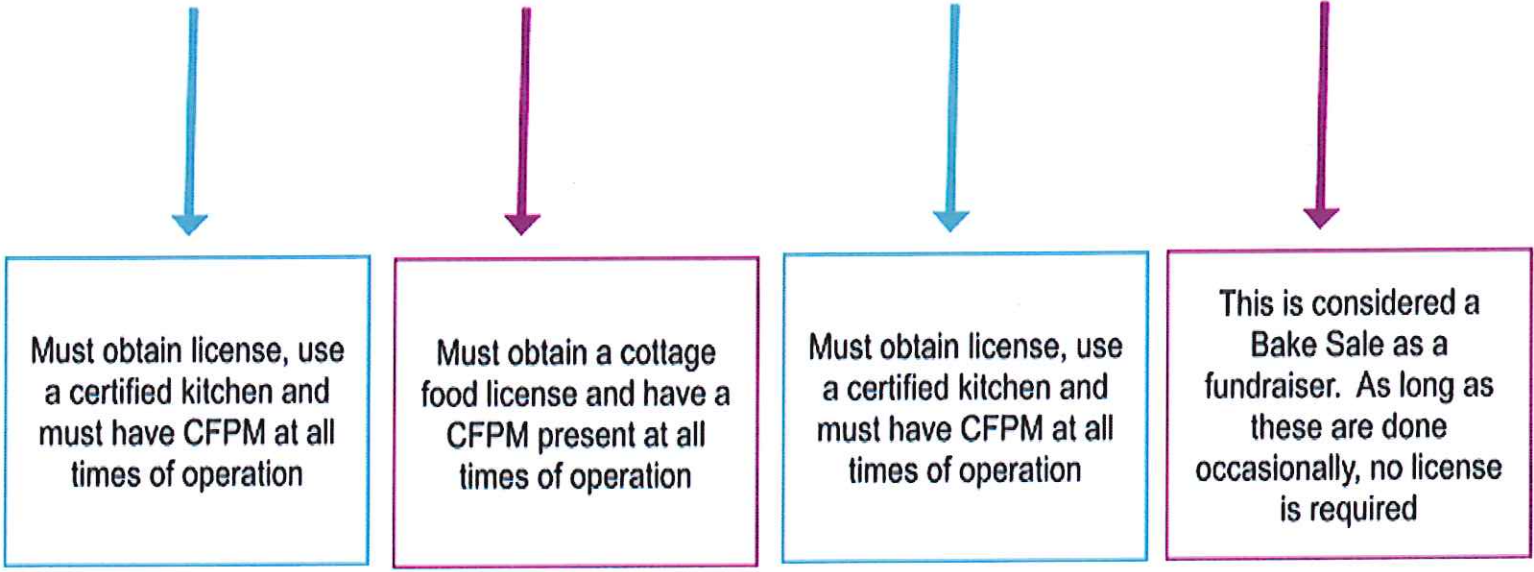 Must obtain license, use
a certified kitchen and
must have CFPM at all
times of operation
Must obtain a cottage
food license and have a
CFPM present at all
times of operation
Must obtain license, use
a certified kitchen and
must have CFPM at all
times of operation
This is considered a
Bake Sale as a
fundraiser. As long as
these are done
occasionally, no license
is required